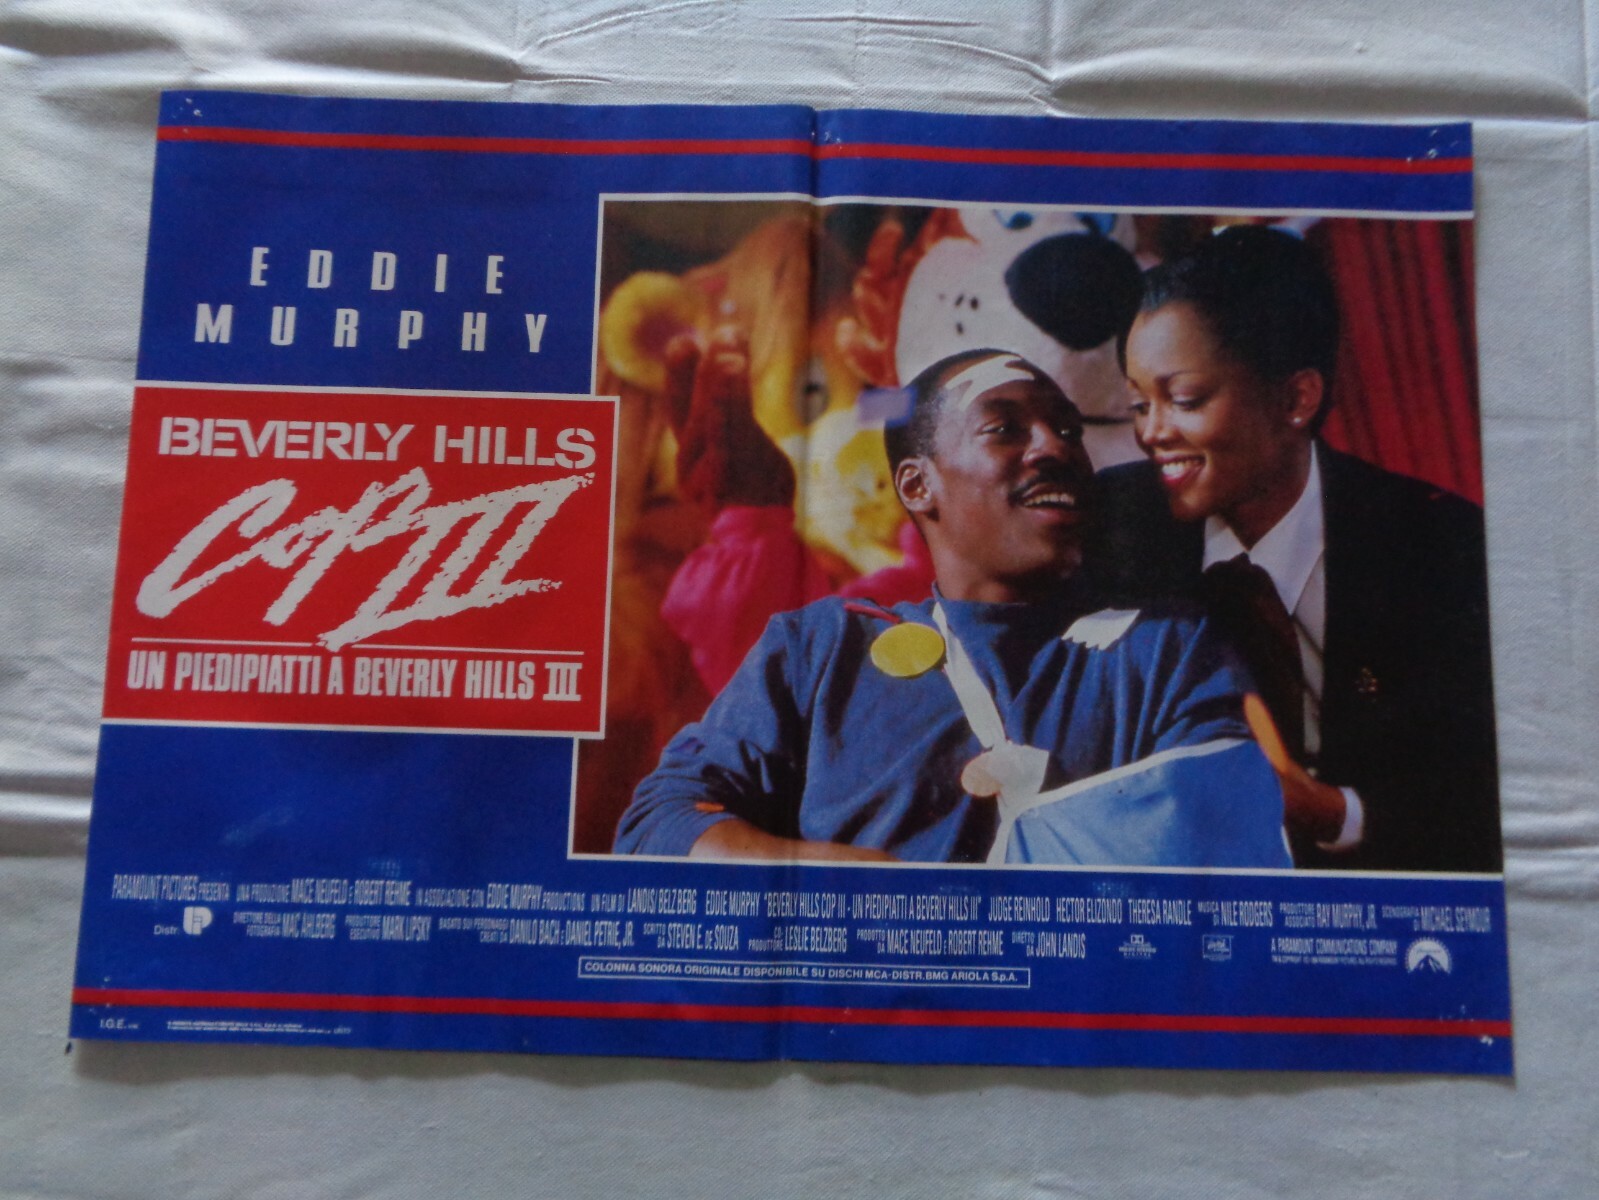 EDDIE
MURPHY
BEVERLY HILLS
COP III
UN PIEDIPIATTI A BEVERLY HILLS III
PARAMOUNT PICTURES PRESENTA UNA PRODUZIONE MACE NEUFELD E ROBERT REHME IN ASSOCIAZIONE CON EDDIE MURPHY PRODUCTIONS UN FILM DI LANDIS/BELZBERG EDDIE MURPHY "BEVERLY HILLS COP III - UN PIEDIPIATTI A BEVERLY HILLS III" JUDGE REINHOLD HECTOR ELIZONDO THERESA RANDLE MUSICA DI NILE RODGERS PRODUTTORE ASSOCIATO RAY MURPHY, JR. SCENOGRAFIA DI MICHAEL SEYMOUR
Distr. DIRETTORE DELLA FOTOGRAFIA MAC AHLBERG PRODUTTORE ESECUTIVO MARK LIPSKY BASATO SUI PERSONAGGI CREATI DA DANILO BACH E DANIEL PETRIE, JR. SCRITTO DA STEVEN E. DE SOUZA CO-PRODUTTORE LESLIE BELZBERG PRODOTTO DA MACE NEUFELD E ROBERT REHME DIRETTO DA JOHN LANDIS A PARAMOUNT COMMUNICATIONS COMPANY
COLONNA SONORA ORIGINALE DISPONIBILE SU DISCHI MCA-DISTR.BMG ARIOLA S.p.A.
I.G.E.